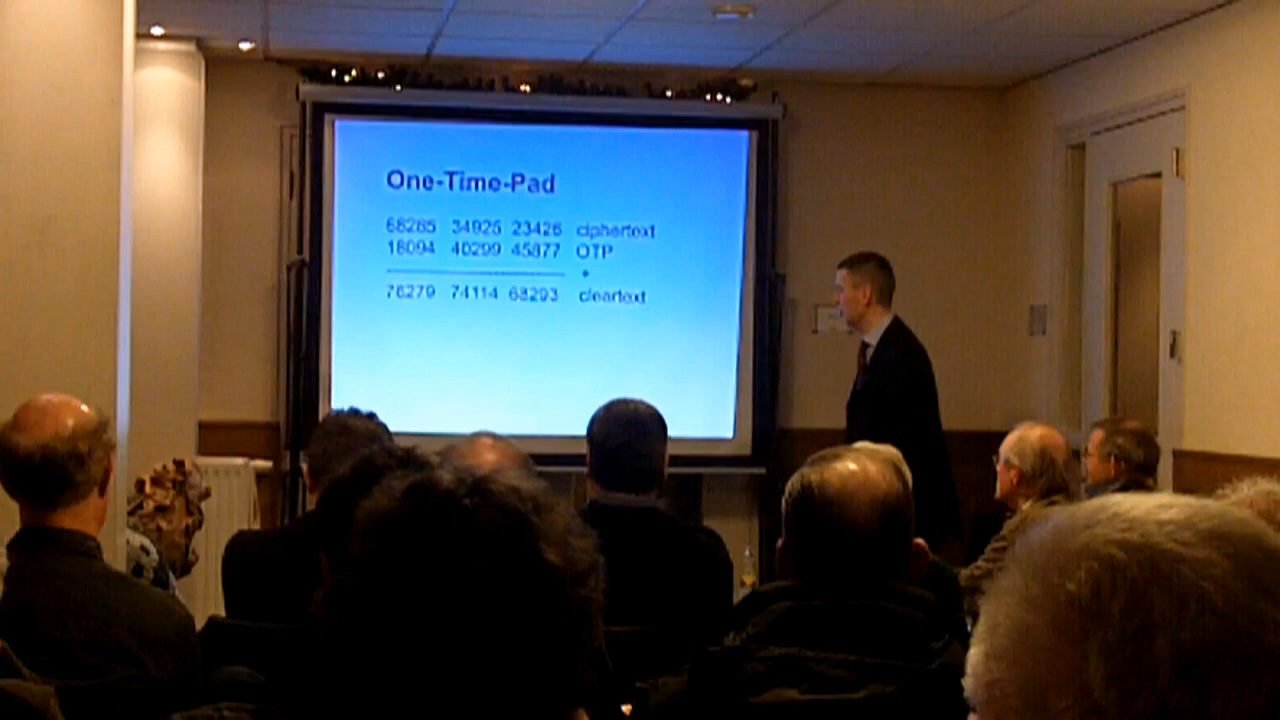 One-Time-Pad
68285 34925 23426 ciphertext
18094 40299 45877 OTP
+
76279 74114 68293 cleartext